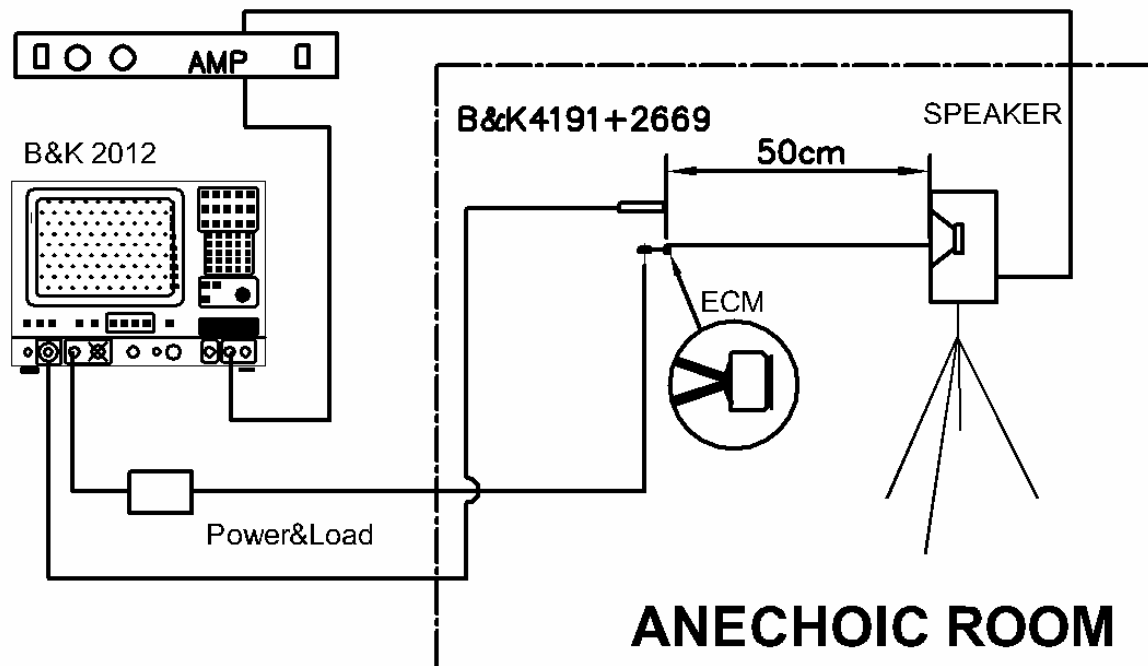 AMP
B&K 2012
B&K4191+2669
50cm
SPEAKER
ECM
Power&Load
ANECHOIC ROOM